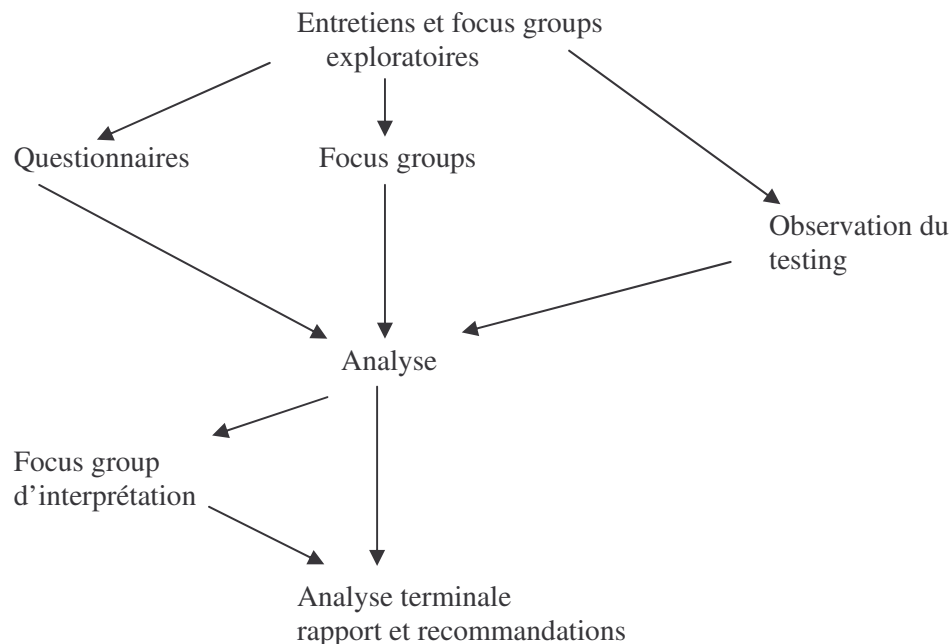 Entretiens et focus groups
exploratoires
Questionnaires
Focus groups
Observation du
testing
Analyse
Focus group
d’interprétation
Analyse terminale
rapport et recommandations